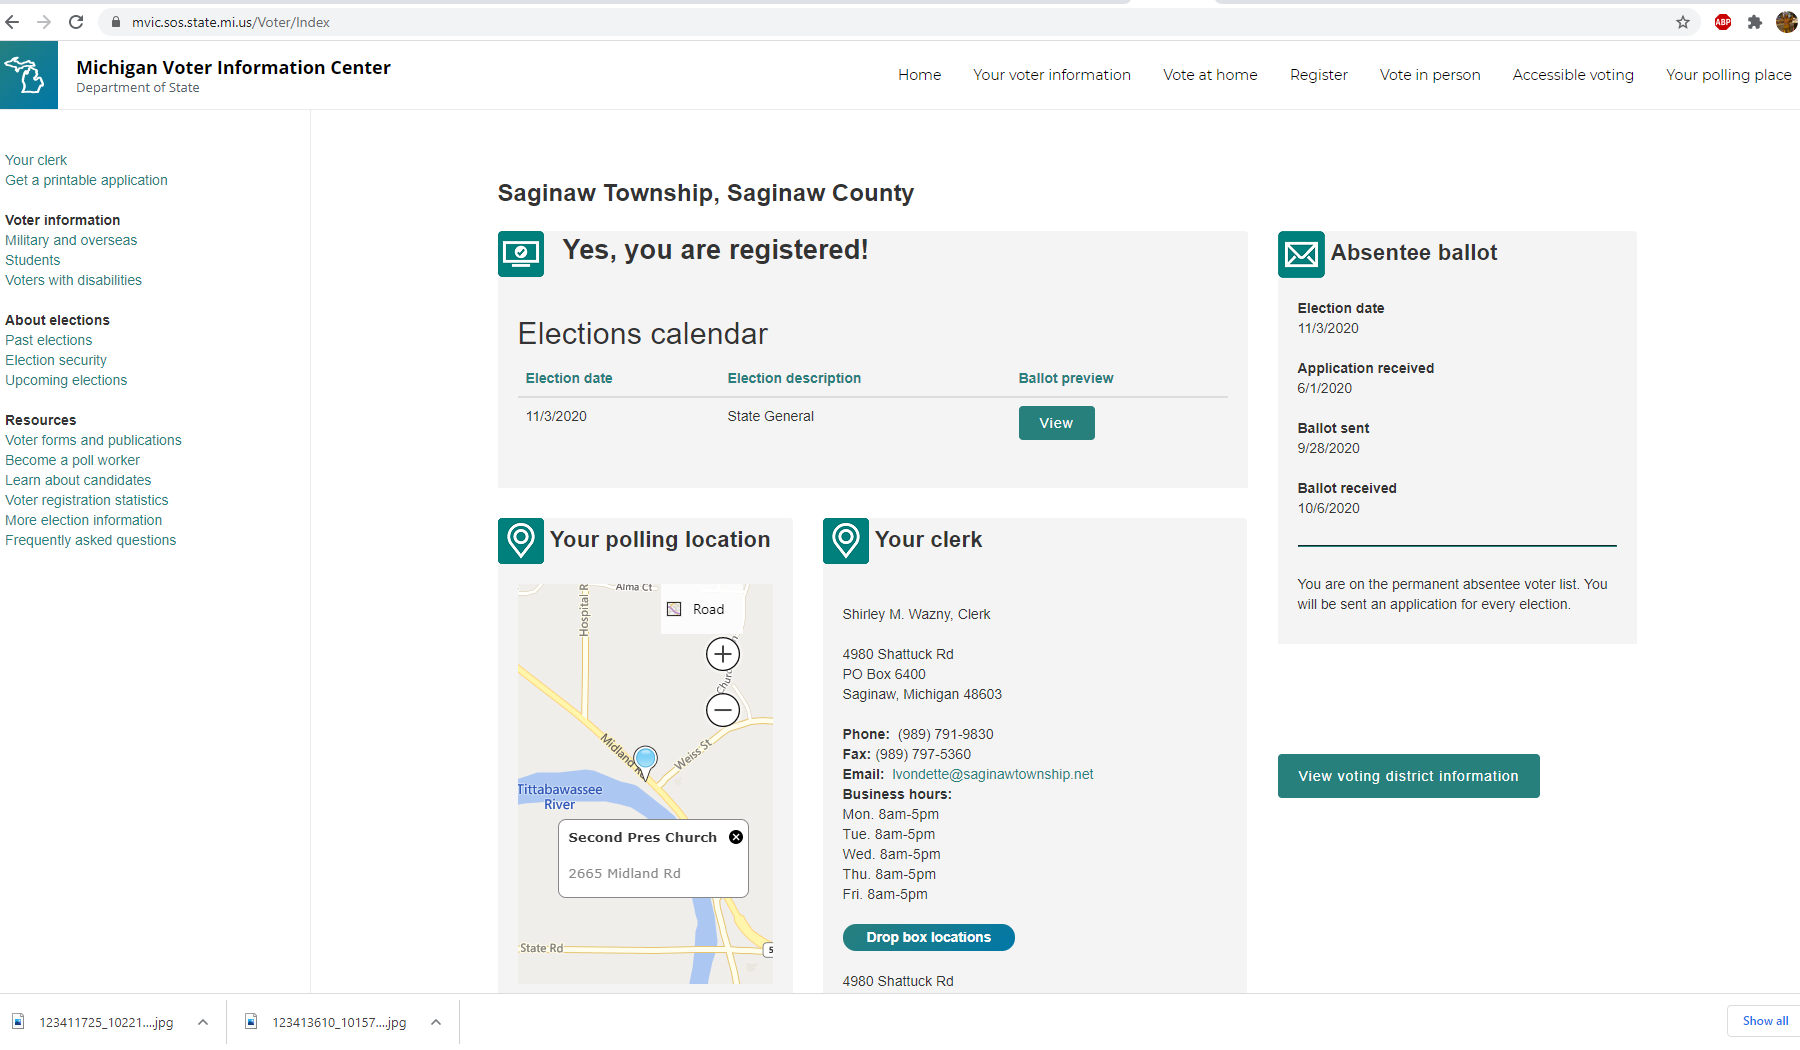 mvic.sos.state.mi.us/Voter/Index
ABP
Michigan Voter Information Center
Department of State
Home
Your voter information
Vote at home
Register
Vote in person
Accessible voting
Your polling place
Your clerk
Get a printable application
Voter information
Military and overseas
Students
Voters with disabilities
About elections
Past elections
Election security
Upcoming elections
Resources
Voter forms and publications
Become a poll worker
Learn about candidates
Voter registration statistics
More election information
Frequently asked questions
Saginaw Township, Saginaw County
Yes, you are registered!
Elections calendar
Election date Election description Ballot preview
11/3/2020 State General View
Absentee ballot
Election date
11/3/2020
Application received
6/1/2020
Ballot sent
9/28/2020
Ballot received
10/6/2020
You are on the permanent absentee voter list. You
will be sent an application for every election.
View voting district information
Your polling location
Alma Ct
Road
Hospital R
Church
Midland R
Weiss St
Tittabawassee
River
Second Pres Church
2665 Midland Rd
State Rd
5
Your clerk
Shirley M. Wazny, Clerk
4980 Shattuck Rd
PO Box 6400
Saginaw, Michigan 48603
Phone: (989) 791-9830
Fax: (989) 797-5360
Email: lvondette@saginawtownship.net
Business hours:
Mon. 8am-5pm
Tue. 8am-5pm
Wed. 8am-5pm
Thu. 8am-5pm
Fri. 8am-5pm
Drop box locations
4980 Shattuck Rd
123411725_10221....jpg
123413610_10157....jpg
Show all